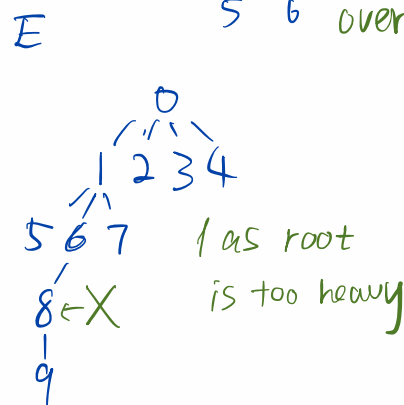 5 6 over
E
0
1 2 3 4
5 6 7 1 as root
8 ← X is too heavy
9